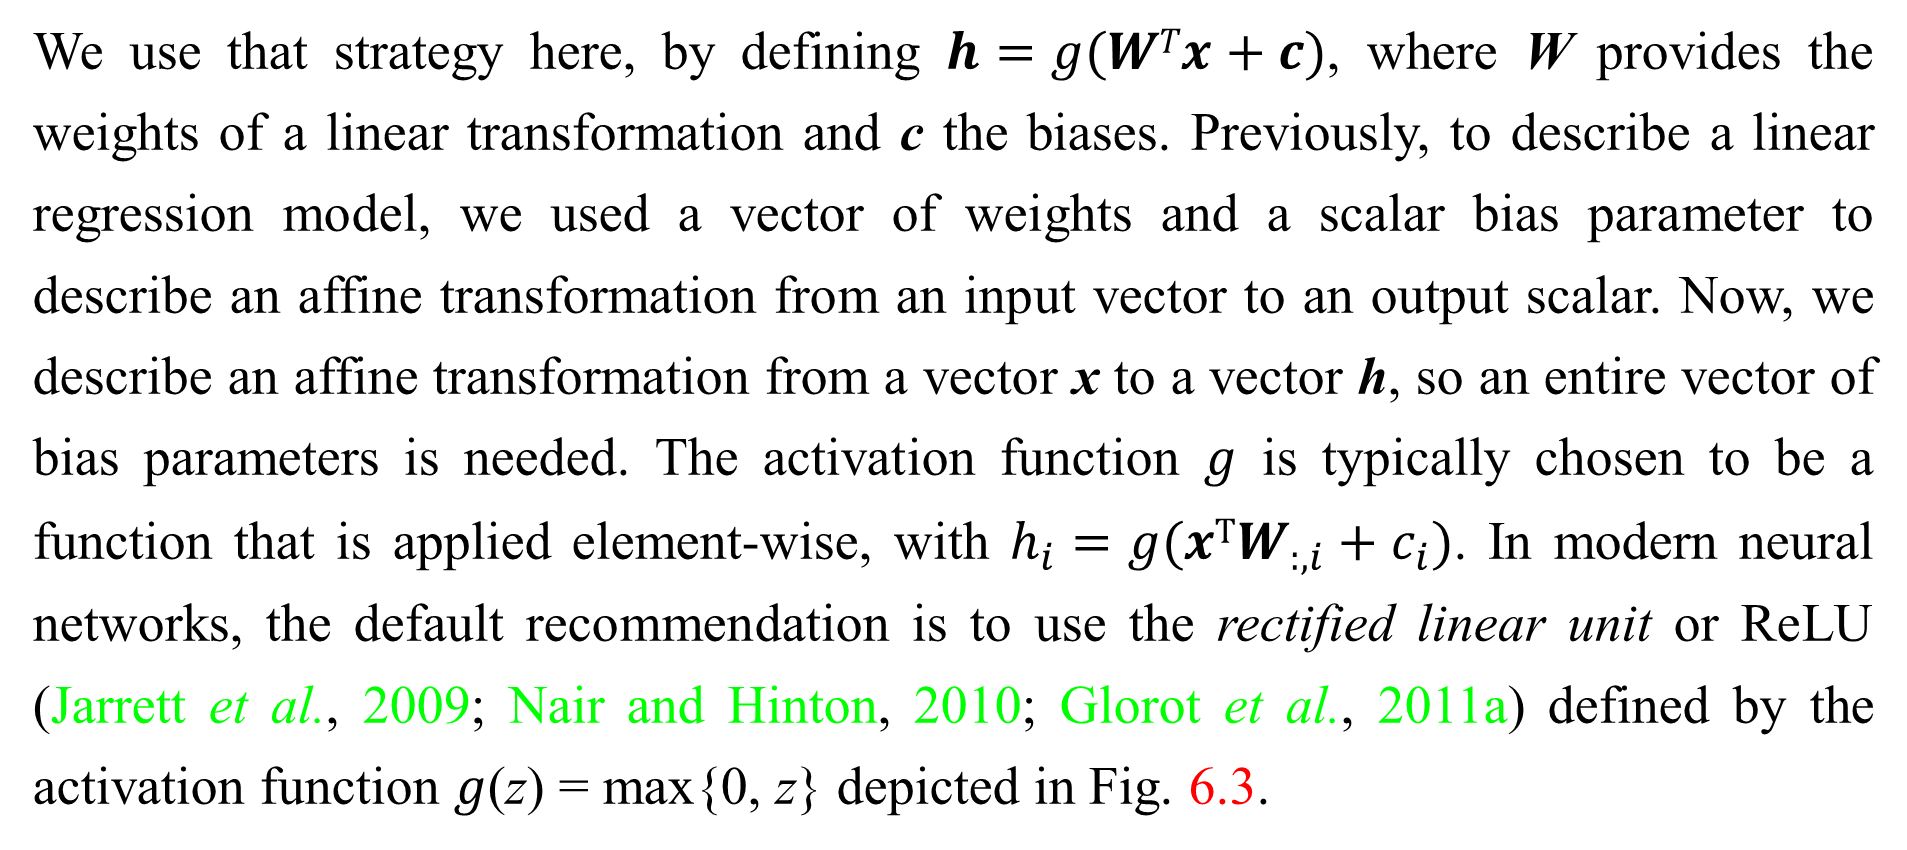 We use that strategy here, by defining h = g(Wᵀx + c), where W provides the
weights of a linear transformation and c the biases. Previously, to describe a linear
regression model, we used a vector of weights and a scalar bias parameter to
describe an affine transformation from an input vector to an output scalar. Now, we
describe an affine transformation from a vector x to a vector h, so an entire vector of
bias parameters is needed. The activation function g is typically chosen to be a
function that is applied element-wise, with hᵢ = g(xᵀW:,ᵢ + cᵢ). In modern neural
networks, the default recommendation is to use the rectified linear unit or ReLU
(Jarrett et al., 2009; Nair and Hinton, 2010; Glorot et al., 2011a) defined by the
activation function g(z) = max{0, z} depicted in Fig. 6.3.